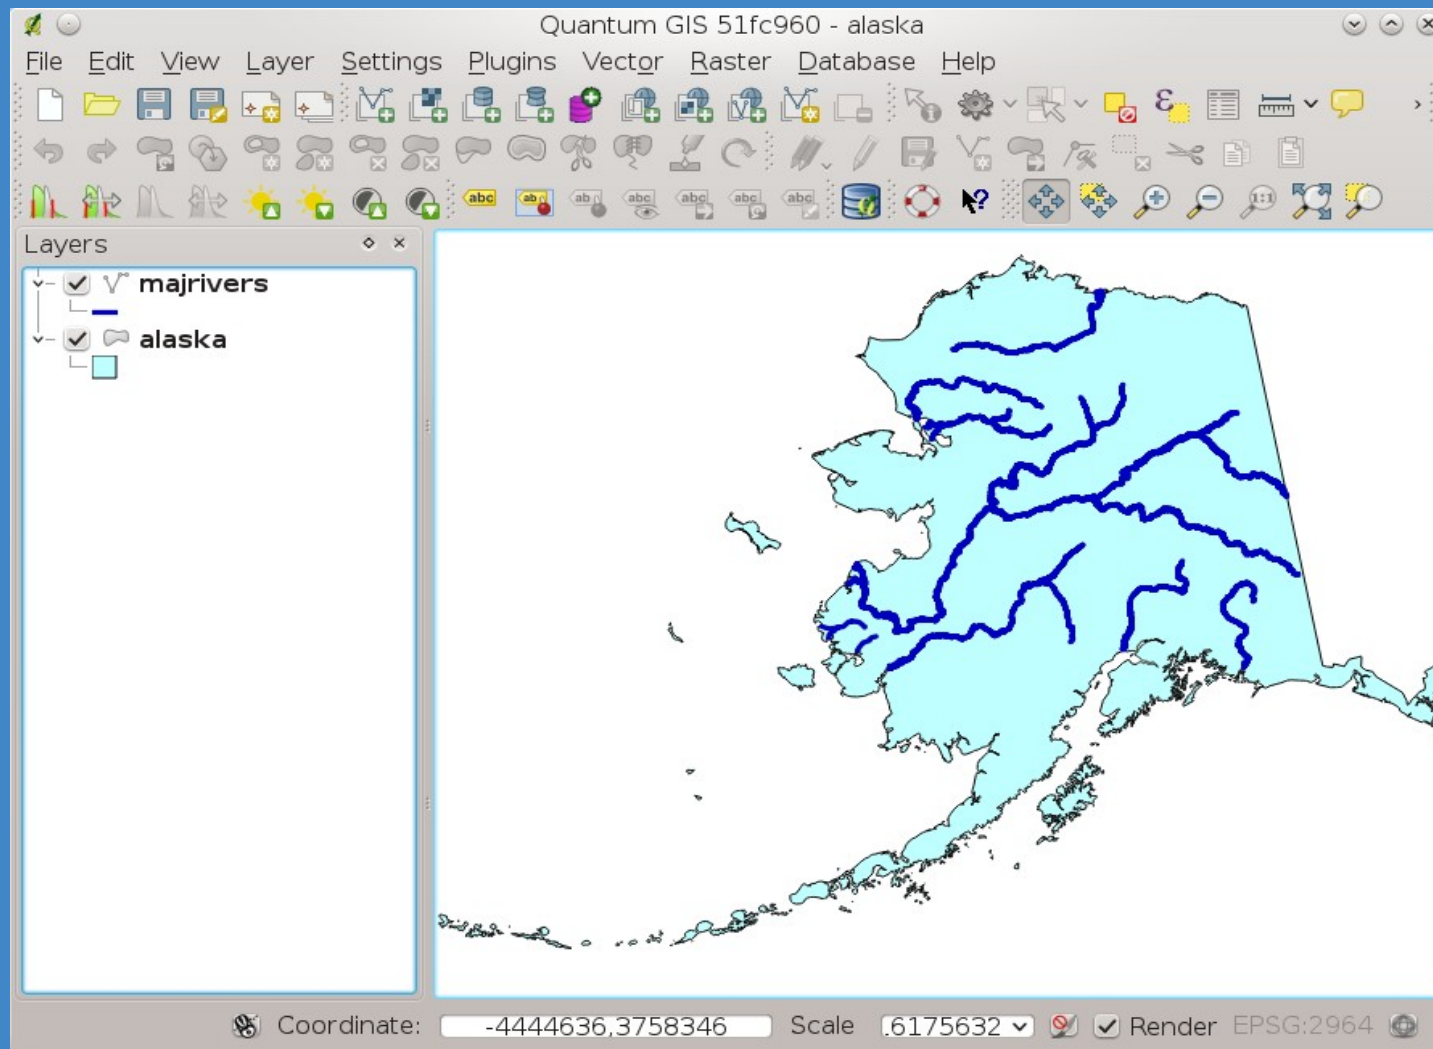 Quantum GIS 51fc960 - alaska
File Edit View Layer Settings Plugins Vector Raster Database Help
abc
Layers
majrivers
alaska
Coordinate: -4444636,3758346 Scale .6175632 Render EPSG:2964